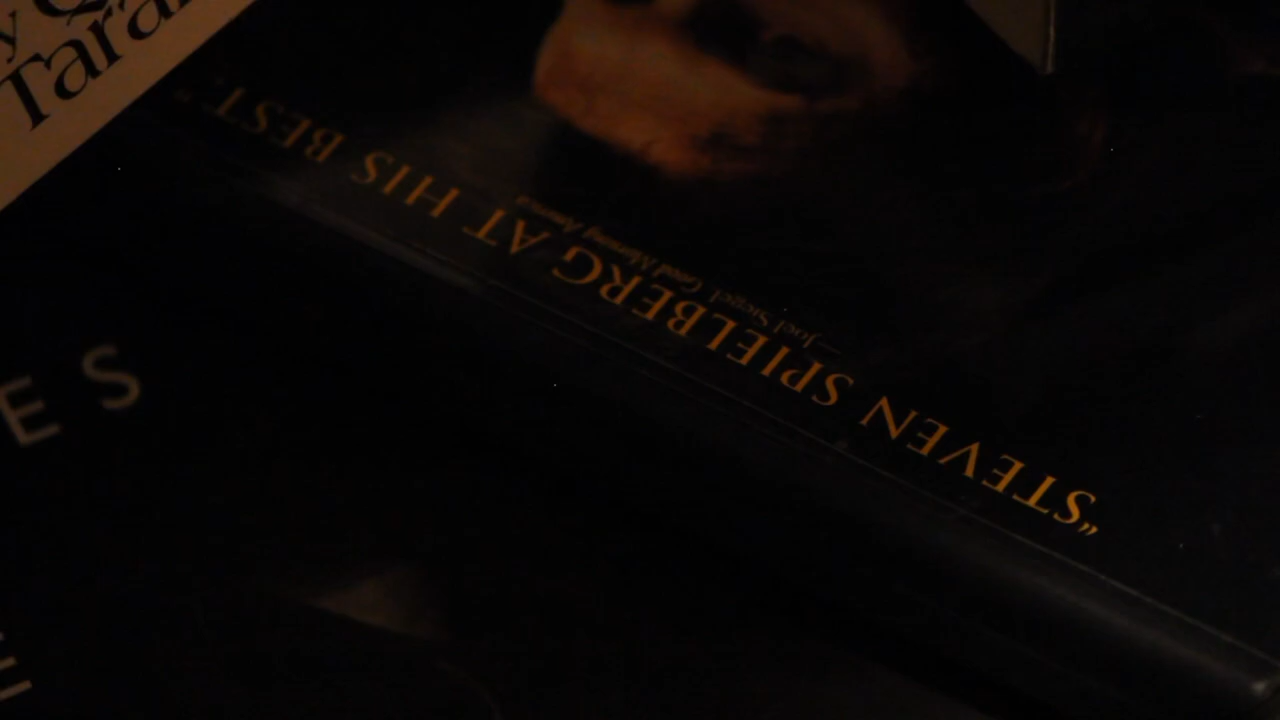 y Q
Tara
"STEVEN SPIELBERG AT HIS BEST."
—Joel Siegel, Good Morning America
ES
E